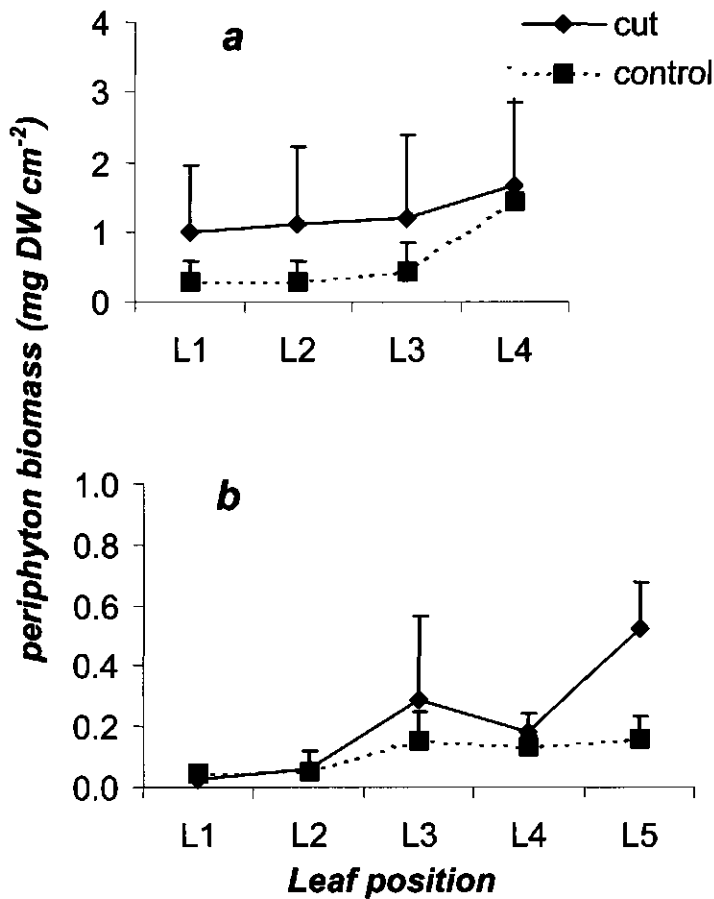 a
cut
control
4
3
2
1
0
L1 L2 L3 L4
periphyton biomass (mg DW cm⁻²)
b
1.0
0.8
0.6
0.4
0.2
0.0
L1 L2 L3 L4 L5
Leaf position